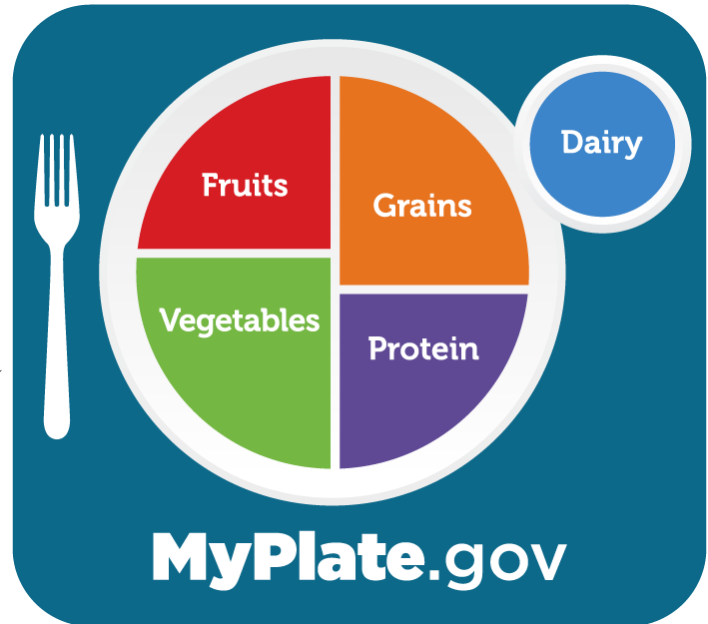 Dairy
Fruits
Grains
Vegetables
Protein
MyPlate.gov